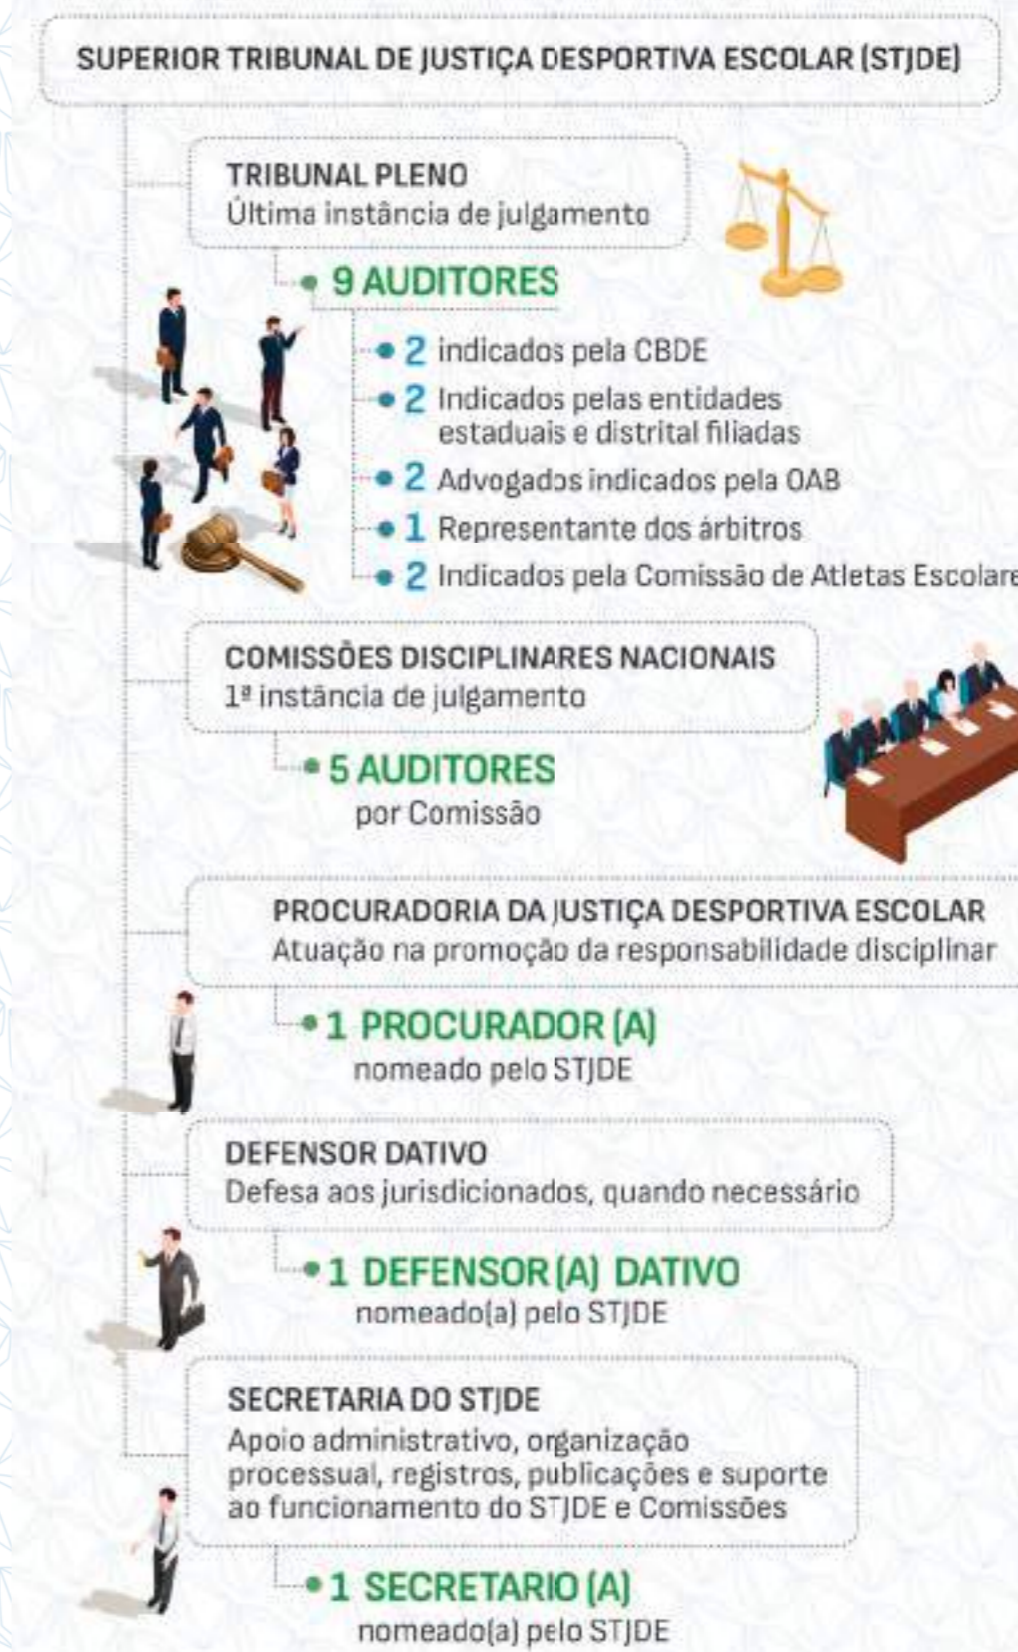 SUPERIOR TRIBUNAL DE JUSTIÇA DESPORTIVA ESCOLAR (STJDE)
TRIBUNAL PLENO
Última instância de julgamento
9 AUDITORES
2 indicados pela CBDE
2 Indicados pelas entidades
estaduais e distrital filiadas
2 Advogados indicados pela OAB
1 Representante dos árbitros
2 Indicados pela Comissão de Atletas Escolare
COMISSÕES DISCIPLINARES NACIONAIS
1ª instância de julgamento
5 AUDITORES
por Comissão
PROCURADORIA DA JUSTIÇA DESPORTIVA ESCOLAR
Atuação na promoção da responsabilidade disciplinar
1 PROCURADOR (A)
nomeado pelo STJDE
DEFENSOR DATIVO
Defesa aos jurisdicionados, quando necessário
1 DEFENSOR(A) DATIVO
nomeado(a) pelo STJDE
SECRETARIA DO STJDE
Apoio administrativo, organização
processual, registros, publicações e suporte
ao funcionamento do STJDE e Comissões
1 SECRETARIO (A)
nomeado(a) pelo STJDE